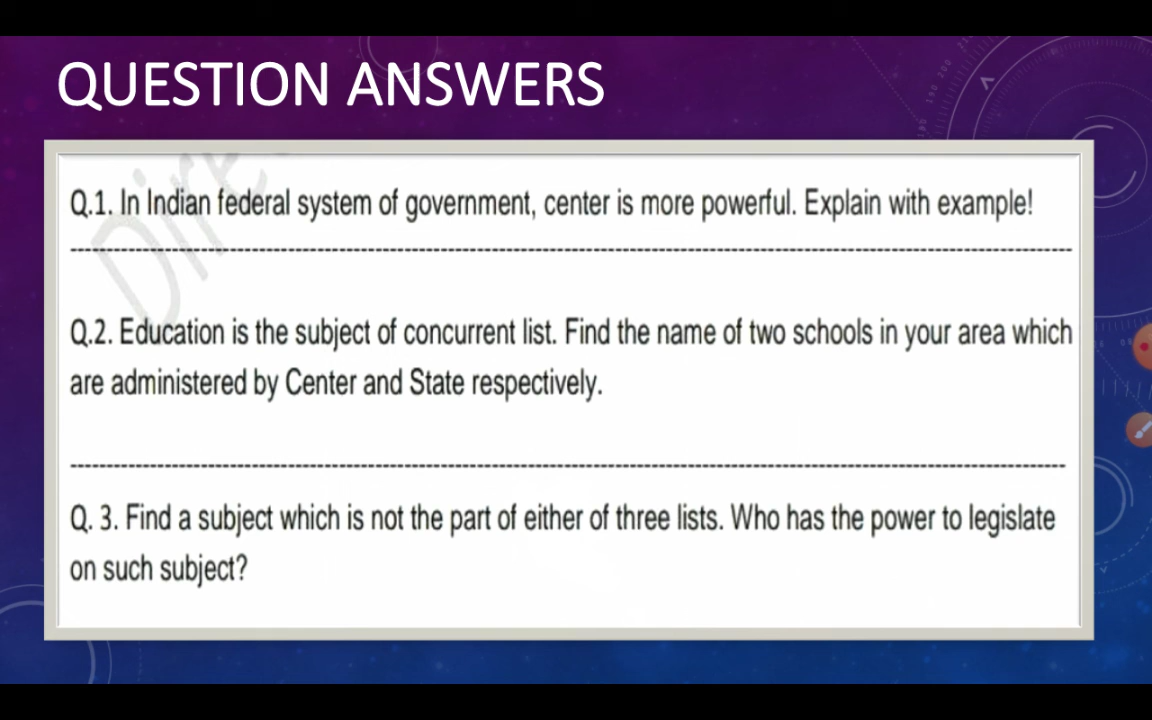 QUESTION ANSWERS
Q.1. In Indian federal system of government, center is more powerful. Explain with example!
Q.2. Education is the subject of concurrent list. Find the name of two schools in your area which
are administered by Center and State respectively.
Q. 3. Find a subject which is not the part of either of three lists. Who has the power to legislate
on such subject?